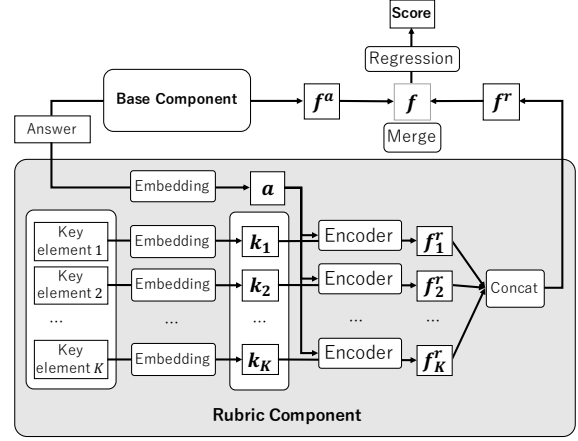 Score
Regression
Base Component
f^a
f
f^r
Answer
Merge
Embedding
a
Key
element 1
Embedding
k_1
Encoder
f_1^r
Key
element 2
Embedding
k_2
Encoder
f_2^r
Concat
...
...
...
...
...
Key
element K
Embedding
k_K
Encoder
f_K^r
Rubric Component